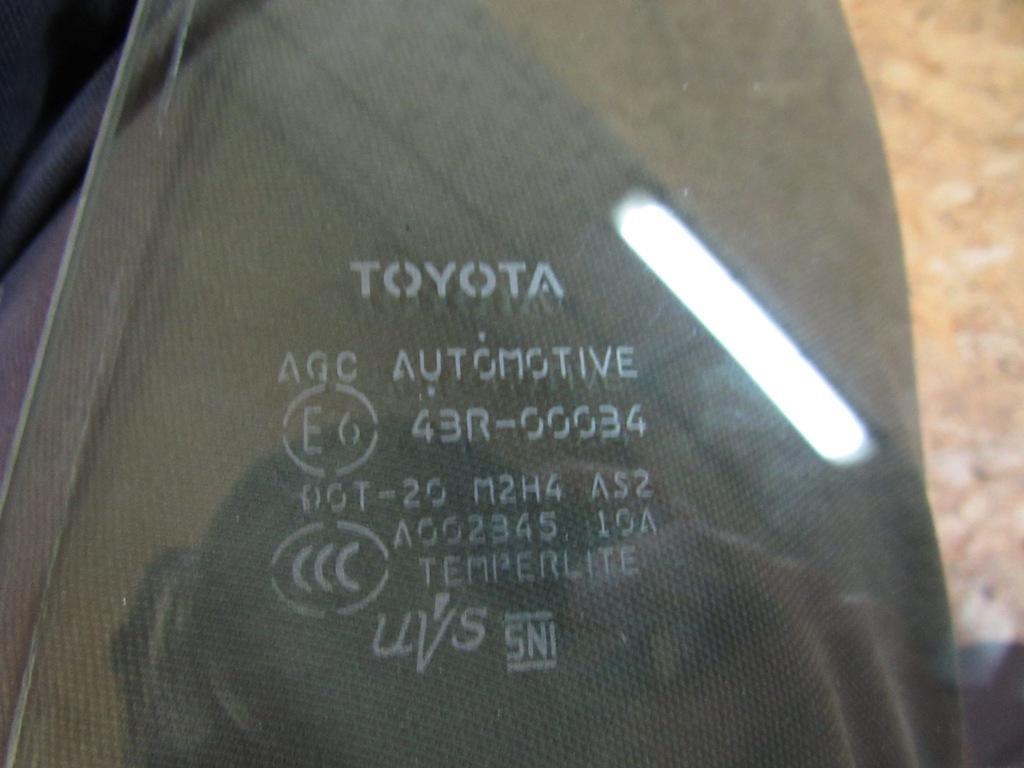 TOYOTA
AGC AUTOMOTIVE
E6 43R-00034
DOT-20 M2H4 AS2
A002345 10A
CCC TEMPERLITE
UVS SNI